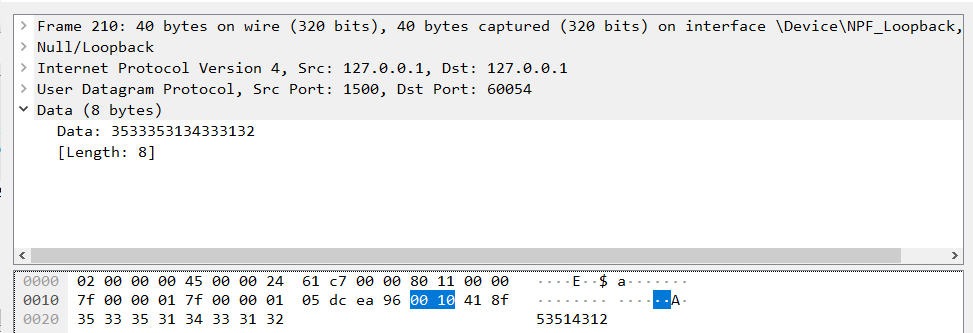 > Frame 210: 40 bytes on wire (320 bits), 40 bytes captured (320 bits) on interface \Device\NPF_Loopback,
> Null/Loopback
> Internet Protocol Version 4, Src: 127.0.0.1, Dst: 127.0.0.1
> User Datagram Protocol, Src Port: 1500, Dst Port: 60054
Data (8 bytes)
Data: 3533353134333132
[Length: 8]
0000 02 00 00 00 45 00 00 24 61 c7 00 00 80 11 00 00 ····E··$ a·······
0010 7f 00 00 01 7f 00 00 01 05 dc ea 96 00 10 41 8f ········ ······A·
0020 35 33 35 31 34 33 31 32 53514312